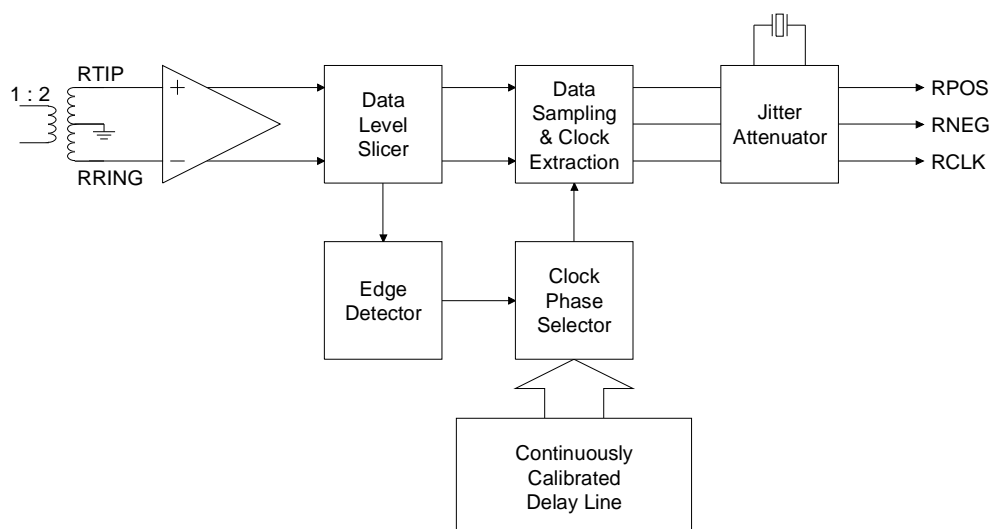 1 : 2
RTIP
RRING
+
−
Data
Level
Slicer
Data
Sampling
& Clock
Extraction
Jitter
Attenuator
RPOS
RNEG
RCLK
Edge
Detector
Clock
Phase
Selector
Continuously
Calibrated
Delay Line